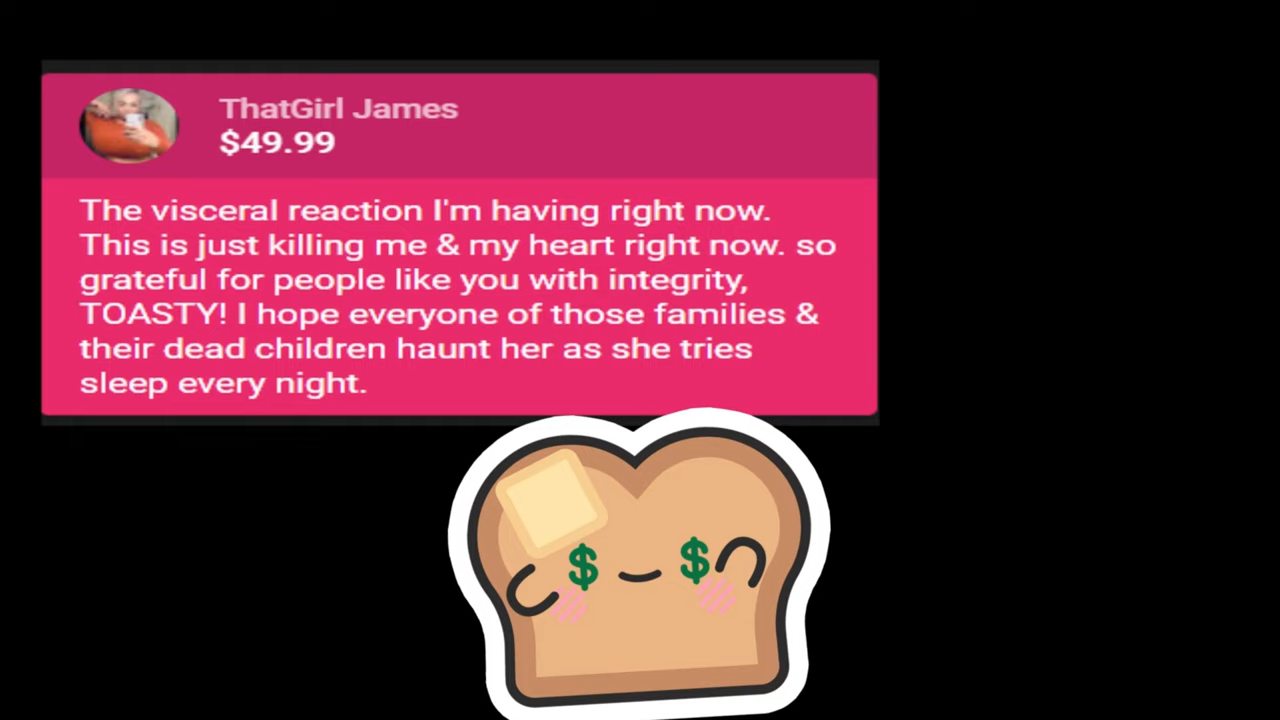 ThatGirl James
$49.99
The visceral reaction I'm having right now.
This is just killing me & my heart right now. so
grateful for people like you with integrity,
TOASTY! I hope everyone of those families &
their dead children haunt her as she tries
sleep every night.
$ $